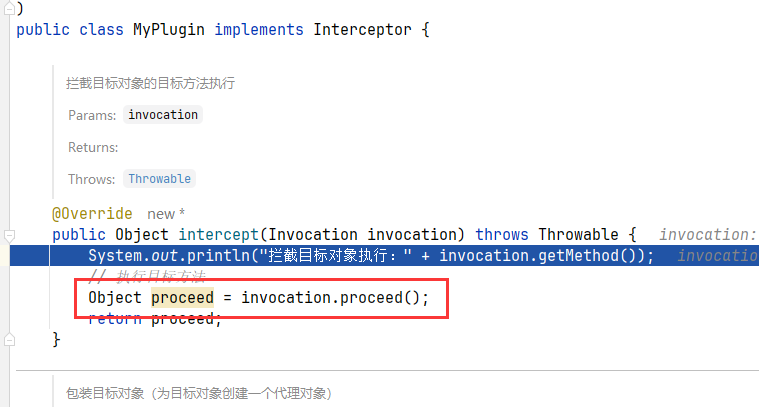 )
public class MyPlugin implements Interceptor {
拦截目标对象的目标方法执行
Params: invocation
Returns:
Throws: Throwable
@Override new *
public Object intercept(Invocation invocation) throws Throwable { invocation:
System.out.println("拦截目标对象执行：" + invocation.getMethod()); invocatio
// 执行目标方法
Object proceed = invocation.proceed();
return proceed;
}
包装目标对象（为目标对象创建一个代理对象）